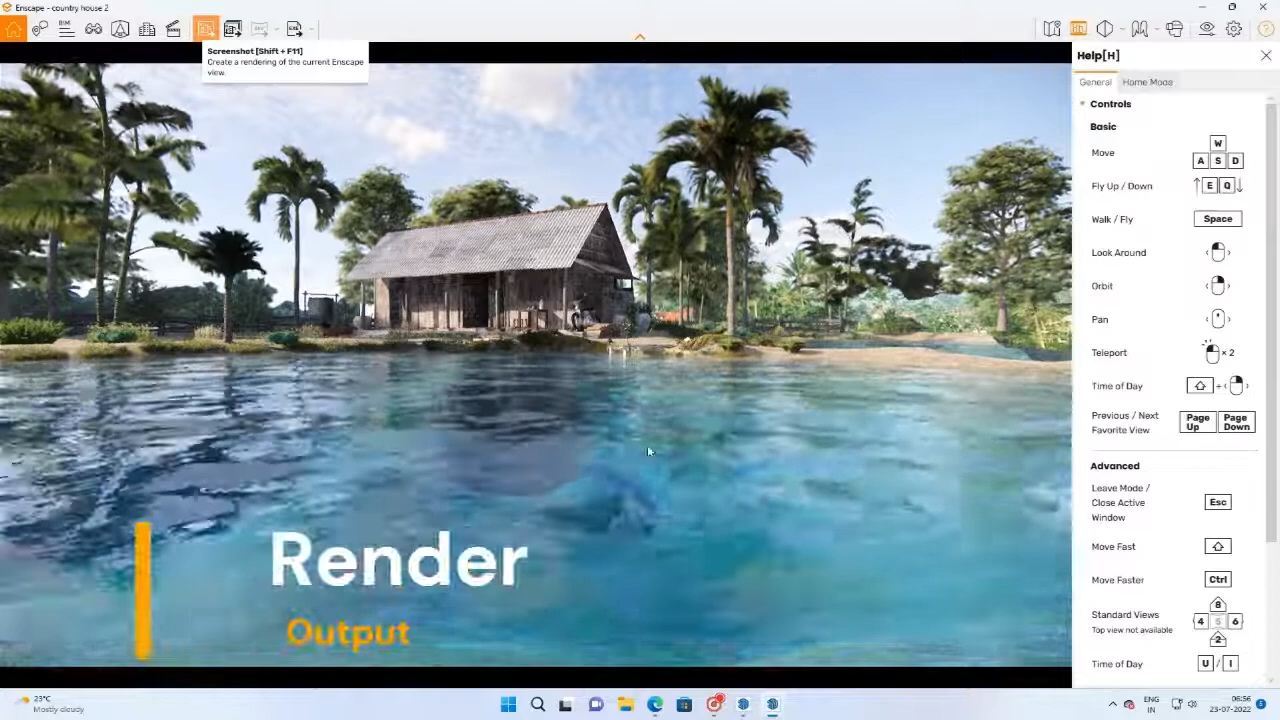 Enscape - country house 2
BIM
Screenshot [Shift + F11]
Create a rendering of the current Enscape
view.
Help[H]
General
Home Mode
Controls
Basic
Move
W
A S D
Fly Up / Down
E Q
Walk / Fly
Space
Look Around
Orbit
Pan
Teleport
× 2
Time of Day
+
Previous / Next
Favorite View
Page Up
Page Down
Advanced
Leave Mode /
Close Active
Window
Esc
Move Fast
Move Faster
Ctrl
Standard Views
Top view not available
8
4 5 6
2
Time of Day
U / I
Render
Output
23°C
Mostly cloudy
ENG
IN
06:56
23-07-2022